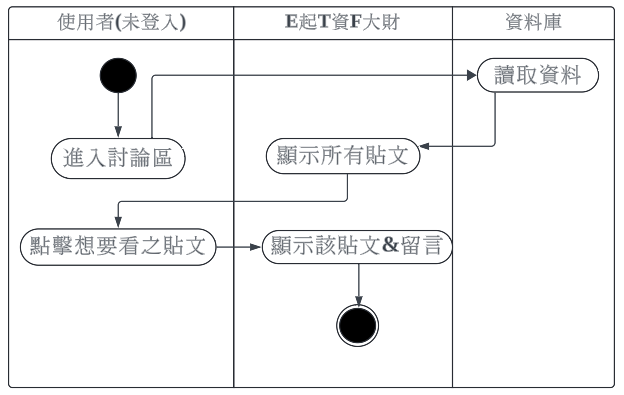 使用者(未登入)
E起T資F大財
資料庫
讀取資料
進入討論區
顯示所有貼文
點擊想要看之貼文
顯示該貼文&留言